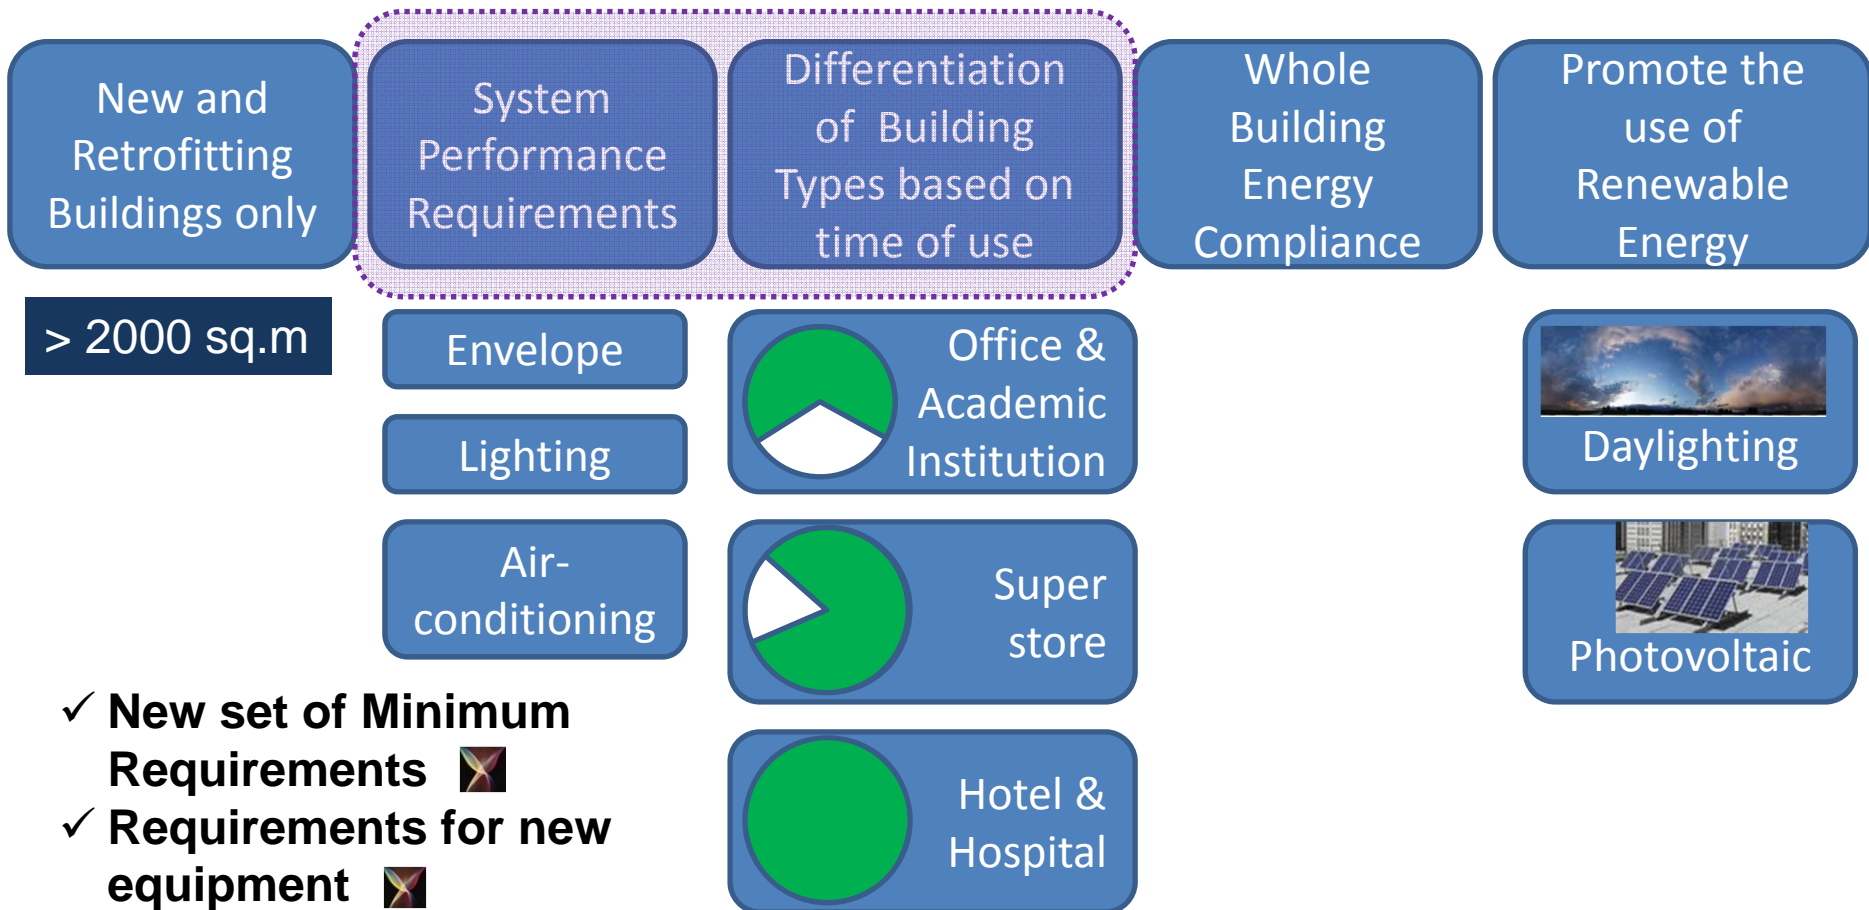 New and
Retrofitting
Buildings only
System
Performance
Requirements
Differentiation
of Building
Types based on
time of use
Whole
Building
Energy
Compliance
Promote the
use of
Renewable
Energy
> 2000 sq.m
Envelope
Lighting
Air-
conditioning
Office &
Academic
Institution
Super
store
Hotel &
Hospital
Daylighting
Photovoltaic
✓ New set of Minimum
Requirements
✓ Requirements for new
equipment